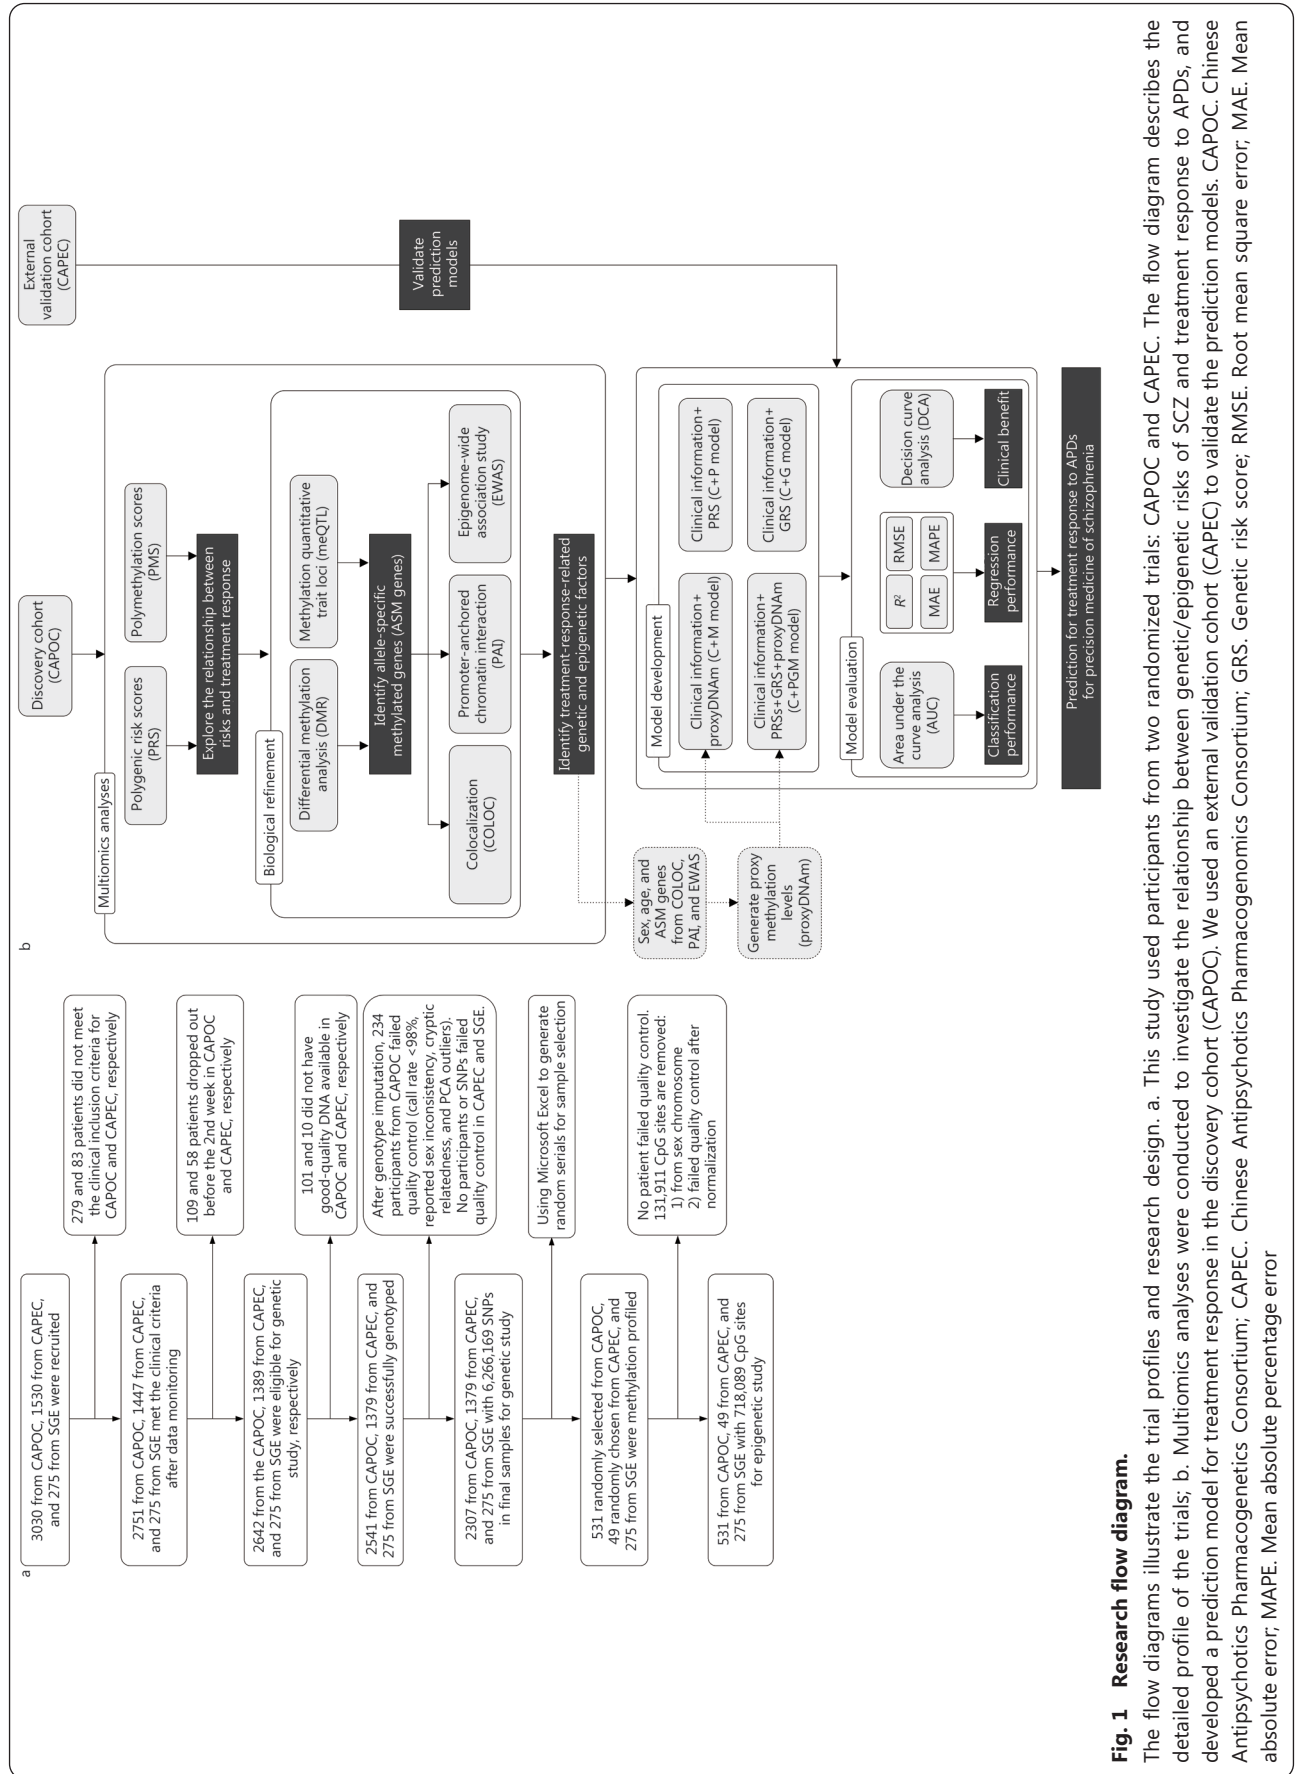 a
3030 from CAPOC, 1530 from CAPEC,
and 275 from SGE were recruited
279 and 83 patients did not meet
the clinical inclusion criteria for
CAPOC and CAPEC, respectively
2751 from CAPOC, 1447 from CAPEC,
and 275 from SGE met the clinical criteria
after data monitoring
109 and 58 patients dropped out
before the 2nd week in CAPOC
and CAPEC, respectively
2642 from the CAPOC, 1389 from CAPEC,
and 275 from SGE were eligible for genetic
study, respectively
101 and 10 did not have
good-quality DNA available in
CAPOC and CAPEC, respectively
2541 from CAPOC, 1379 from CAPEC, and
275 from SGE were successfully genotyped
After genotype imputation, 234
participants from CAPOC failed
quality control (call rate <98%,
reported sex inconsistency, cryptic
relatedness, and PCA outliers).
No participants or SNPs failed
quality control in CAPEC and SGE.
2307 from CAPOC, 1379 from CAPEC,
and 275 from SGE with 6,266,169 SNPs
in final samples for genetic study
Using Microsoft Excel to generate
random serials for sample selection
531 randomly selected from CAPOC,
49 randomly chosen from CAPEC, and
275 from SGE were methylation profiled
No patient failed quality control.
131,911 CpG sites are removed:
1) from sex chromosome
2) failed quality control after
normalization
531 from CAPOC, 49 from CAPEC, and
275 from SGE with 718,089 CpG sites
for epigenetic study
b
Discovery cohort
(CAPOC)
External
validation cohort
(CAPEC)
Multiomics analyses
Polygenic risk scores
(PRS)
Polymethylation scores
(PMS)
Explore the relationship between
risks and treatment response
Biological refinement
Differential methylation
analysis (DMR)
Methylation quantitative
trait loci (meQTL)
Identify allele-specific
methylated genes (ASM genes)
Colocalization
(COLOC)
Promoter-anchored
chromatin interaction
(PAI)
Epigenome-wide
association study
(EWAS)
Identify treatment-response-related
genetic and epigenetic factors
Validate
prediction
models
Sex, age, and
ASM genes
from COLOC,
PAI, and EWAS
Generate proxy
methylation
levels
(proxyDNAm)
Model development
Clinical information+
proxyDNAm (C+M model)
Clinical information+
PRS (C+P model)
Clinical information+
PRSs+GRS+proxyDNAm
(C+PGM model)
Clinical information+
GRS (C+G model)
Model evaluation
Area under the
curve analysis
(AUC)
R²
RMSE
MAE
MAPE
Decision curve
analysis (DCA)
Classification
performance
Regression
performance
Clinical benefit
Prediction for treatment response to APDs
for precision medicine of schizophrenia
Fig. 1 Research flow diagram.
The flow diagrams illustrate the trial profiles and research design. a. This study used participants from two randomized trials: CAPOC and CAPEC. The flow diagram describes the
detailed profile of the trials; b. Multiomics analyses were conducted to investigate the relationship between genetic/epigenetic risks of SCZ and treatment response to APDs, and
developed a prediction model for treatment response in the discovery cohort (CAPOC). We used an external validation cohort (CAPEC) to validate the prediction models. CAPOC. Chinese
Antipsychotics Pharmacogenetics Consortium; CAPEC. Chinese Antipsychotics Pharmacogenomics Consortium; GRS. Genetic risk score; RMSE. Root mean square error; MAE. Mean
absolute error; MAPE. Mean absolute percentage error